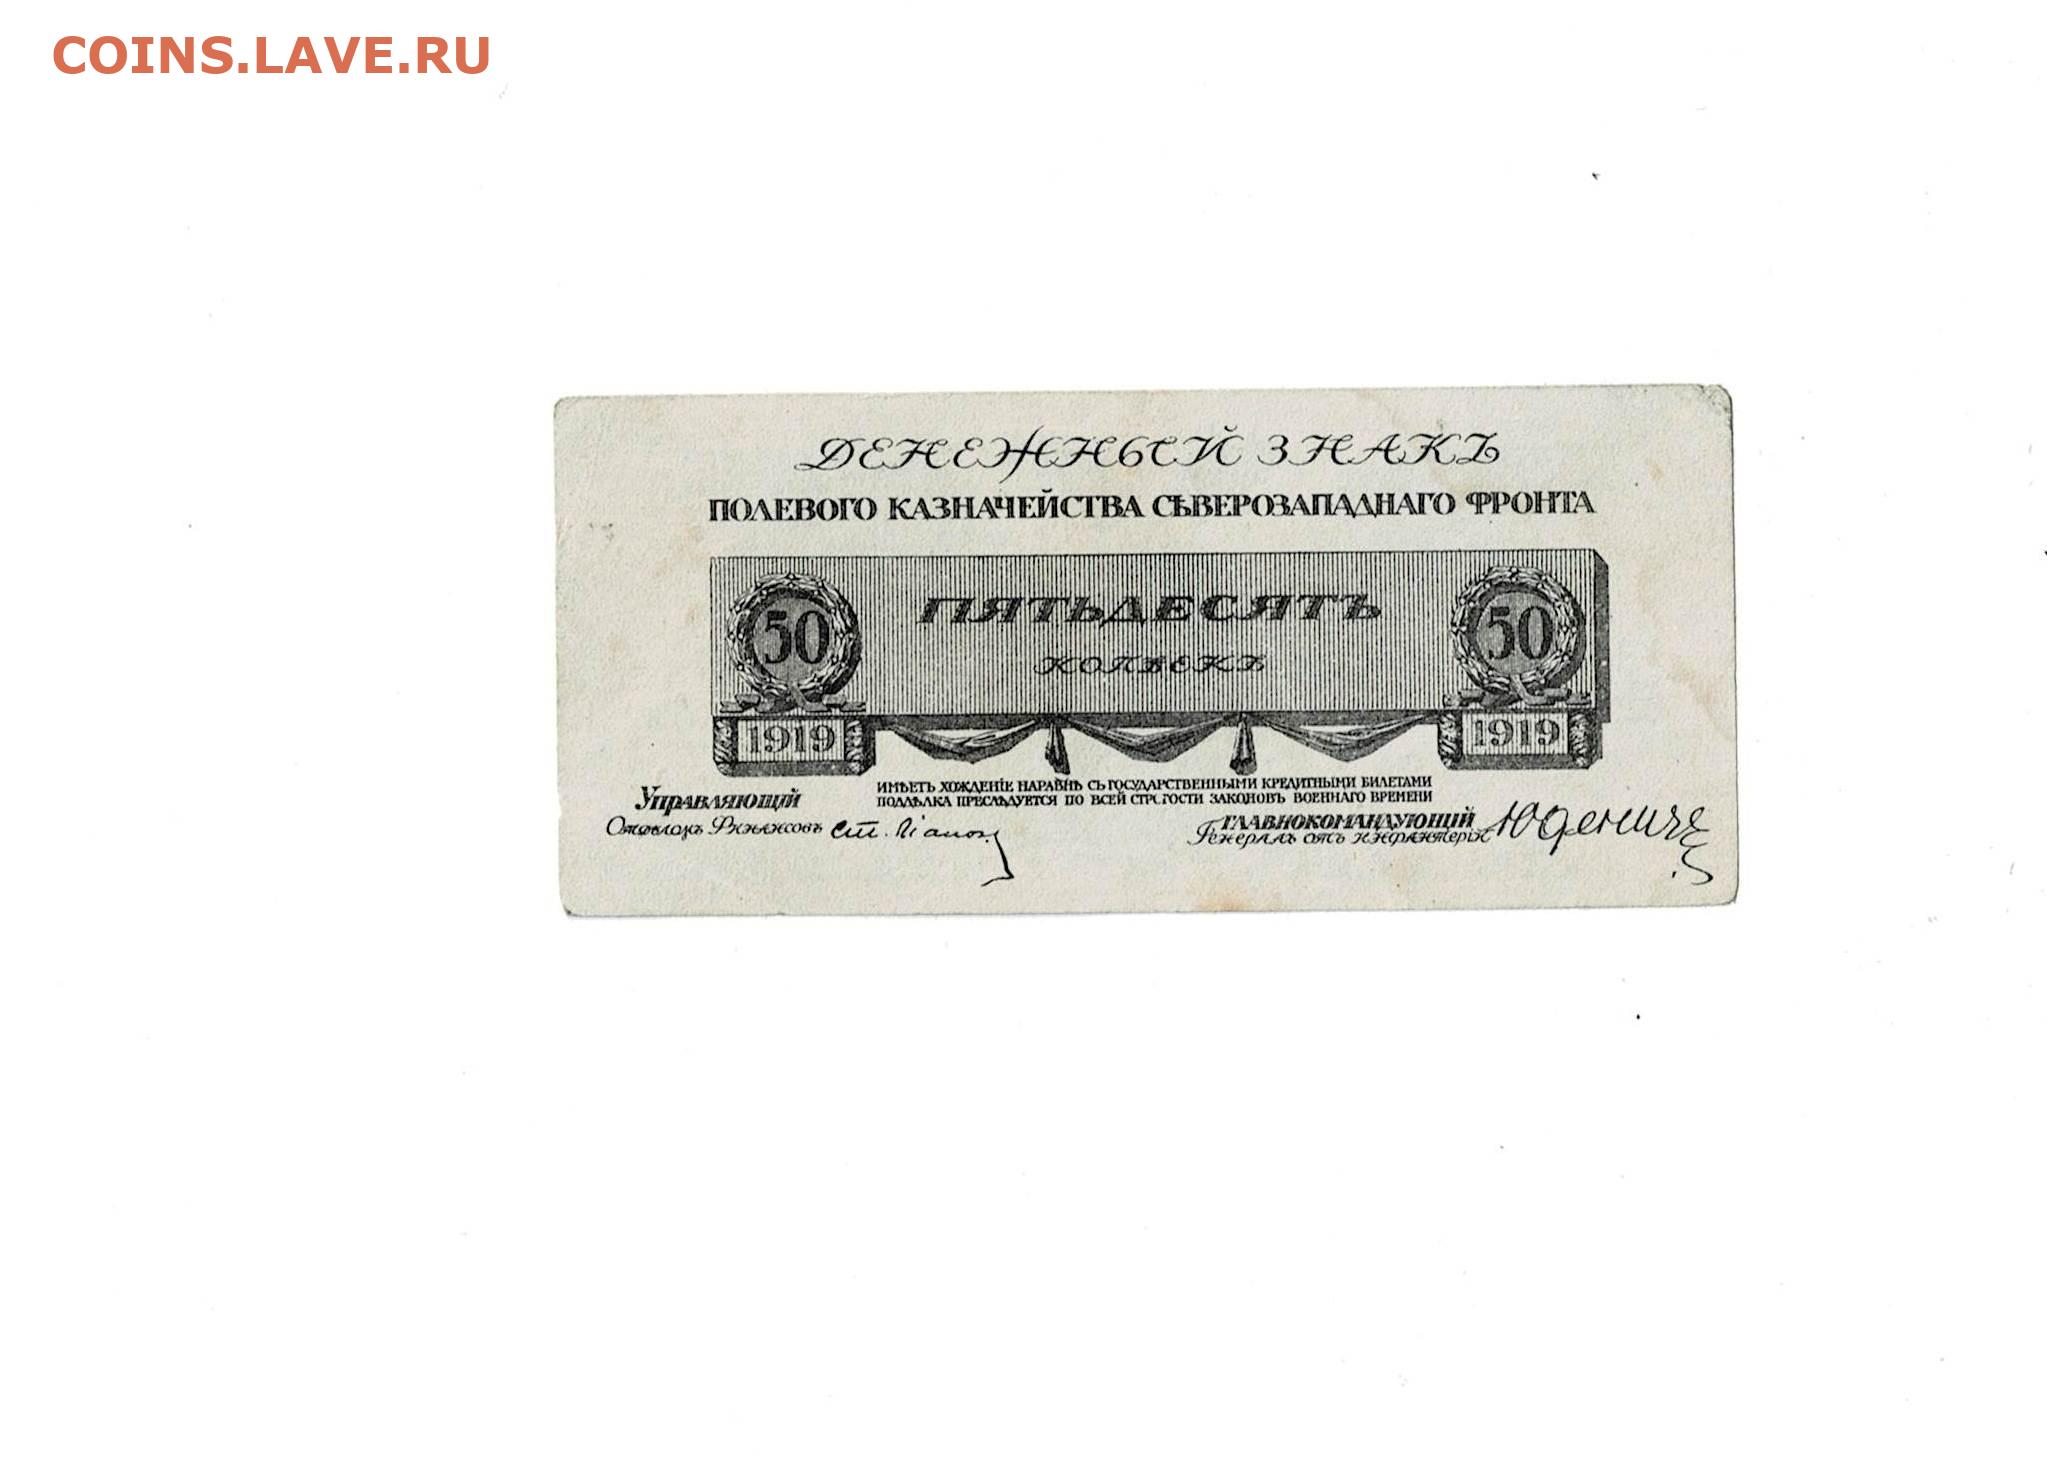 COINS.LAVE.RU
ДЕНЕЖНЫЙ ЗНАКЪ
ПОЛЕВОГО КАЗНАЧЕЙСТВА СѢВЕРОЗАПАДНАГО ФРОНТА
50 ПЯТЬДЕСЯТЪ 50
КОПѢЕКЪ
1919 1919
ИМѢЕТЪ ХОЖДЕНІЕ НАРАВНѢ СЪ ГОСУДАРСТВЕННЫМИ КРЕДИТНЫМИ БИЛЕТАМИ
ПОДДѢЛКА ПРЕСЛѢДУЕТСЯ ПО ВСЕЙ СТРОГОСТИ ЗАКОНОВЪ ВОЕННАГО ВРЕМЕНИ
Управляющій
Отделомъ Финансовъ
ГЛАВНОКОМАНДУЮЩІЙ
Генералъ отъ инфантеріи Юденичъ